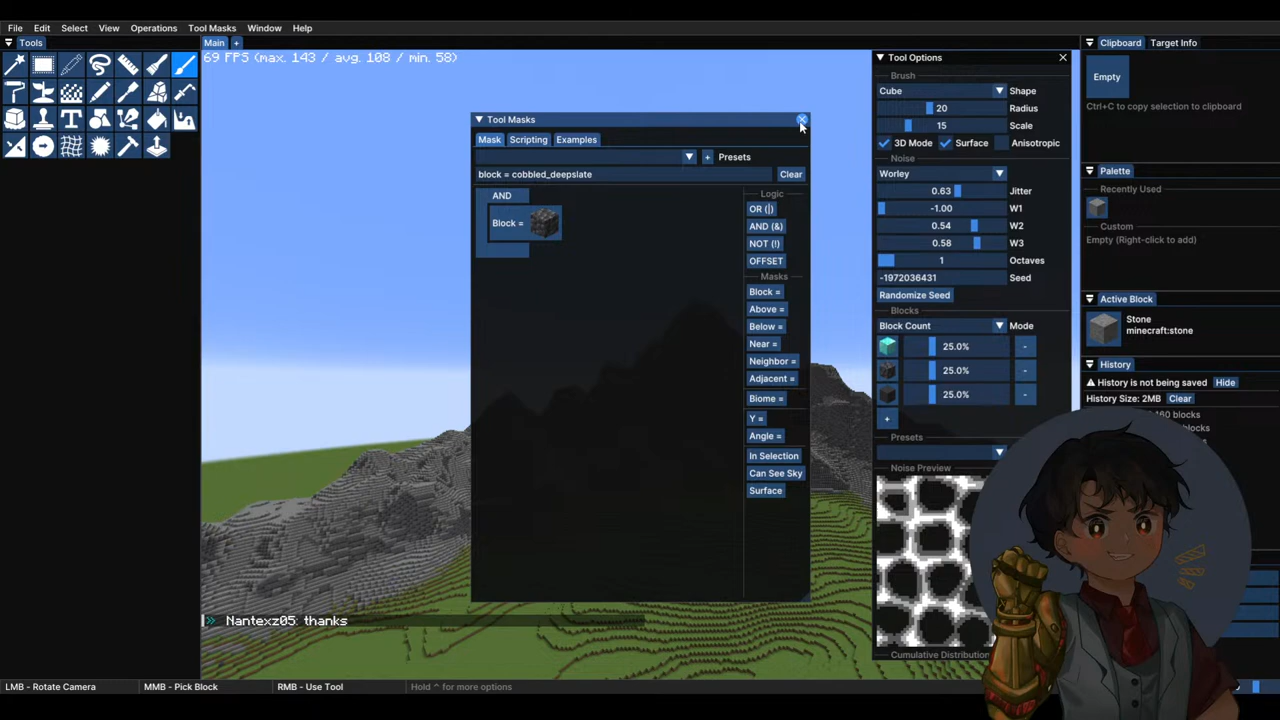 File Edit Select View Operations Tool Masks Window Help
Tools
Main +
69 FPS (max. 143 / avg. 108 / min. 58)
Tool Masks
Mask Scripting Examples
+ Presets
block = cobbled_deepslate Clear
AND
Block =
Logic
OR (|)
AND (&)
NOT (!)
OFFSET
Masks
Block =
Above =
Below =
Near =
Neighbor =
Adjacent =
Biome =
Y =
Angle =
In Selection
Can See Sky
Surface
Tool Options
Brush
Cube Shape
20 Radius
15 Scale
3D Mode Surface Anisotropic
Noise
Worley
0.63 Jitter
-1.00 W1
0.54 W2
0.58 W3
1 Octaves
-1972036431 Seed
Randomize Seed
Blocks
Block Count Mode
25.0% -
25.0% -
25.0% -
+
Presets
Noise Preview
Cumulative Distribution
Clipboard Target Info
Empty
Ctrl+C to copy selection to clipboard
Palette
Recently Used
Custom
Empty (Right-click to add)
Active Block
Stone
minecraft:stone
History
History is not being saved Hide
History Size: 2MB Clear
460 blocks
blocks
Nantexz05: thanks
LMB - Rotate Camera MMB - Pick Block RMB - Use Tool Hold ^ for more options